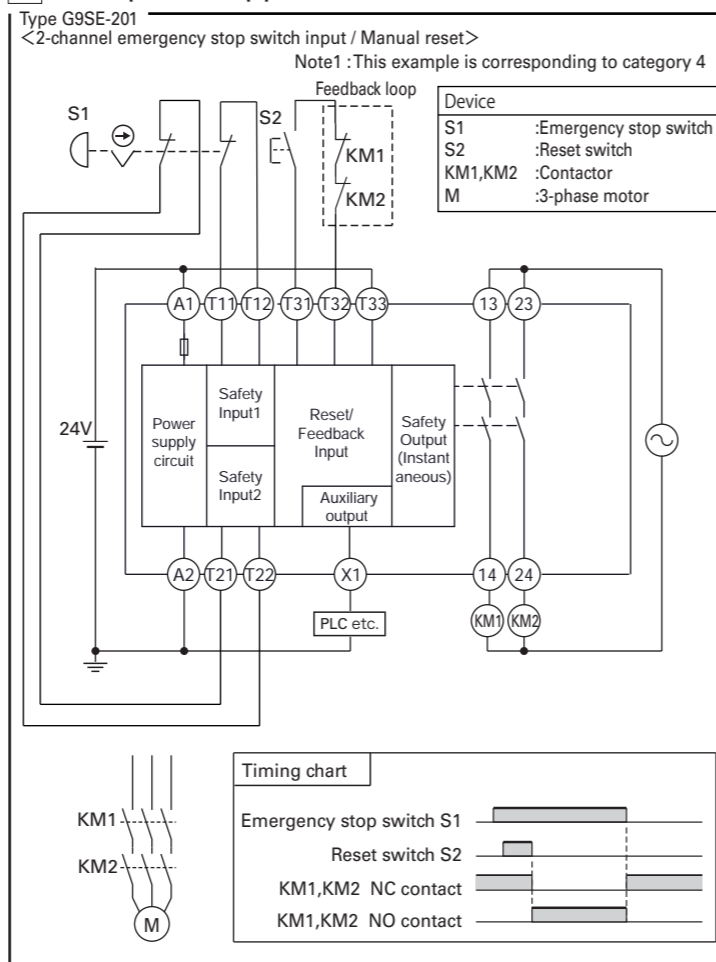 Type G9SE-201
<2-channel emergency stop switch input / Manual reset>
Note1 :This example is corresponding to category 4
Feedback loop
Device
S1 :Emergency stop switch
S2 :Reset switch
KM1,KM2 :Contactor
M :3-phase motor
S1
S2
KM1
KM2
A1 T11 T12 T31 T32 T33 13 23
24V
Power
supply
circuit
Safety
Input1
Safety
Input2
Reset/
Feedback
Input
Auxiliary
output
Safety
Output
(Instant
aneous)
A2 T21 T22 X1 14 24
PLC etc.
KM1 KM2
KM1
KM2
M
Timing chart
Emergency stop switch S1
Reset switch S2
KM1,KM2 NC contact
KM1,KM2 NO contact